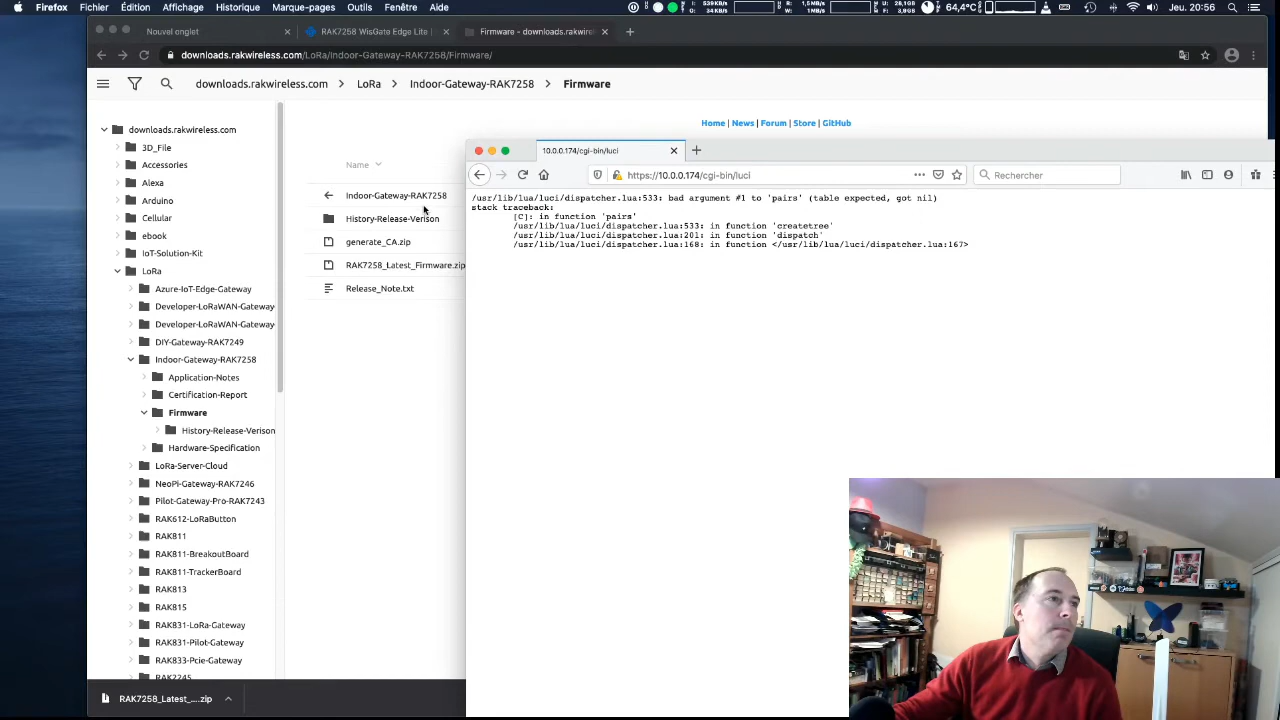 Firefox Fichier Édition Affichage Historique Marque-pages Outils Fenêtre Aide
64,4°C Jeu. 20:56
Nouvel onglet
RAK7258 WisGate Edge Lite |
Firmware - downloads.rakwirele
downloads.rakwireless.com/LoRa/Indoor-Gateway-RAK7258/Firmware/
downloads.rakwireless.com
LoRa
Indoor-Gateway-RAK7258
Firmware
Home | News | Forum | Store | GitHub
downloads.rakwireless.com
3D_File
Accessories
Alexa
Arduino
Cellular
ebook
IoT-Solution-Kit
LoRa
Azure-IoT-Edge-Gateway
Developer-LoRaWAN-Gateway
Developer-LoRaWAN-Gateway
DIY-Gateway-RAK7249
Indoor-Gateway-RAK7258
Application-Notes
Certification-Report
Firmware
History-Release-Verison
Hardware-Specification
LoRa-Server-Cloud
NeoPi-Gateway-RAK7246
Pilot-Gateway-Pro-RAK7243
RAK612-LoRaButton
RAK811
RAK811-BreakoutBoard
RAK811-TrackerBoard
RAK813
RAK815
RAK831-LoRa-Gateway
RAK831-Pilot-Gateway
RAK833-Pcie-Gateway
RAK2245
Name
Indoor-Gateway-RAK7258
History-Release-Verison
generate_CA.zip
RAK7258_Latest_Firmware.zip
Release_Note.txt
10.0.0.174/cgi-bin/luci
https://10.0.0.174/cgi-bin/luci
Rechercher
/usr/lib/lua/luci/dispatcher.lua:533: bad argument #1 to 'pairs' (table expected, got nil)
stack traceback:
[C]: in function 'pairs'
/usr/lib/lua/luci/dispatcher.lua:533: in function 'createtree'
/usr/lib/lua/luci/dispatcher.lua:201: in function 'dispatch'
/usr/lib/lua/luci/dispatcher.lua:168: in function </usr/lib/lua/luci/dispatcher.lua:167>
RAK7258_Latest_....zip